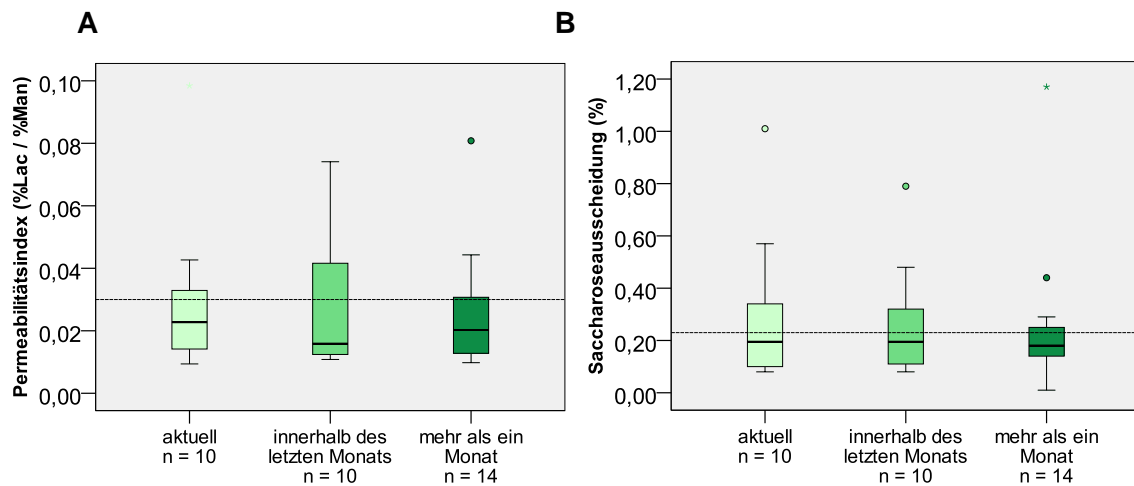 A
Permeabilitätsindex (%Lac / %Man)
0,10
0,08
0,06
0,04
0,02
0,00
aktuell
n = 10
innerhalb des
letzten Monats
n = 10
mehr als ein
Monat
n = 14
B
Saccharoseausscheidung (%)
1,20
1,00
0,80
0,60
0,40
0,20
0,00
aktuell
n = 10
innerhalb des
letzten Monats
n = 10
mehr als ein
Monat
n = 14